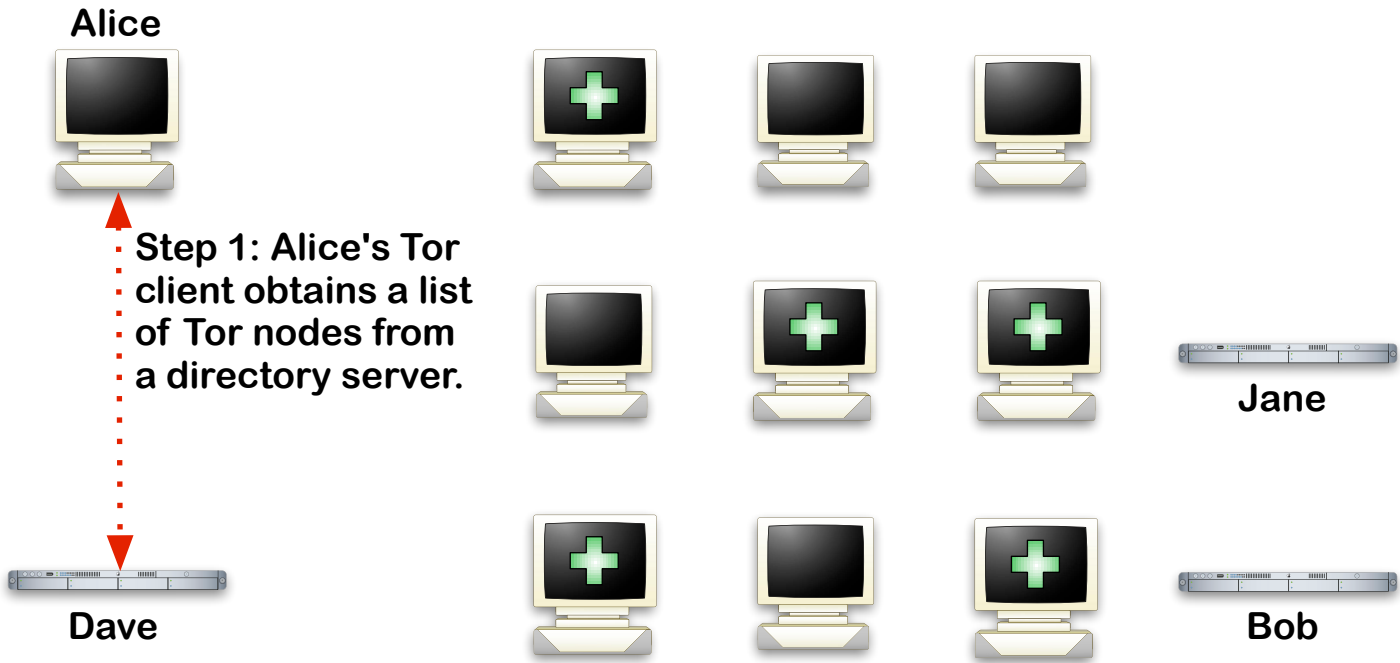 Alice
Step 1: Alice's Tor
client obtains a list
of Tor nodes from
a directory server.
Jane
Dave
Bob